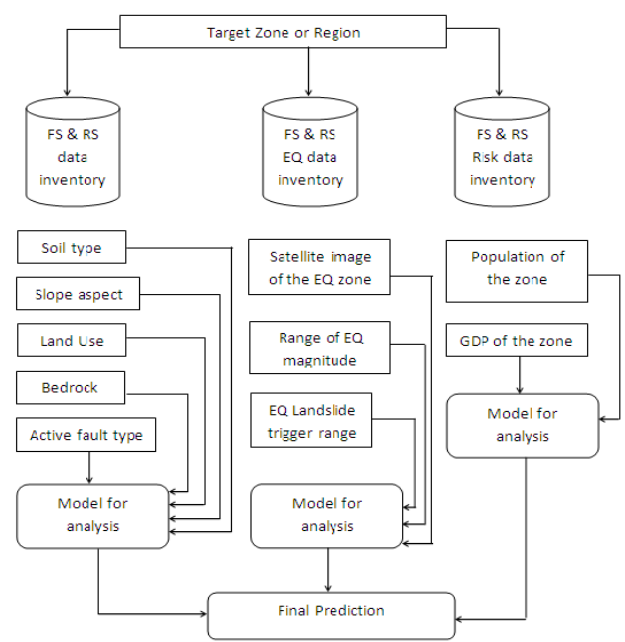 Target Zone or Region
FS & RS
data
inventory
FS & RS
EQ data
inventory
FS & RS
Risk data
inventory
Soil type
Slope aspect
Land Use
Bedrock
Active fault type
Model for
analysis
Satellite image
of the EQ zone
Range of EQ
magnitude
EQ Landslide
trigger range
Model for
analysis
Population of
the zone
GDP of the zone
Model for
analysis
Final Prediction